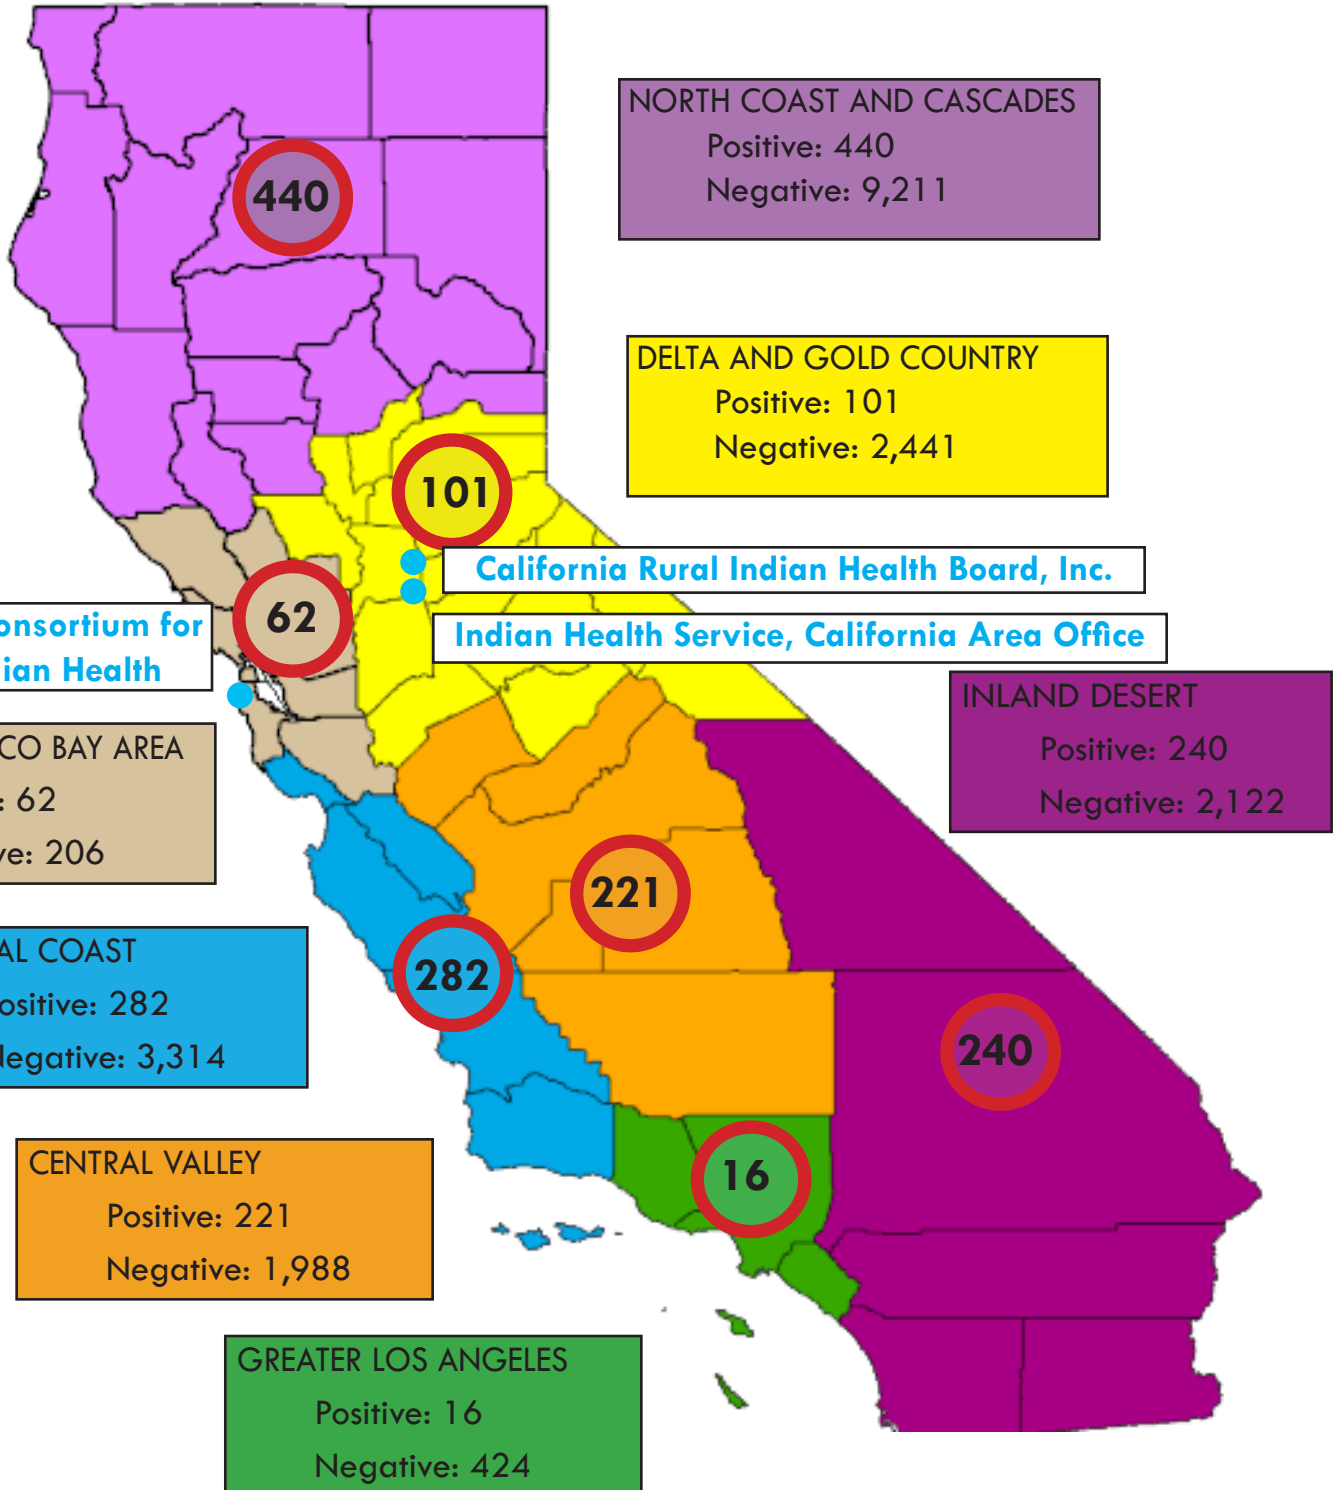 NORTH COAST AND CASCADES
Positive: 440
Negative: 9,211
440
DELTA AND GOLD COUNTRY
Positive: 101
Negative: 2,441
101
California Rural Indian Health Board, Inc.
Indian Health Service, California Area Office
62
onsortium for
ian Health
CO BAY AREA
: 62
ve: 206
INLAND DESERT
Positive: 240
Negative: 2,122
221
AL COAST
ositive: 282
Negative: 3,314
282
240
CENTRAL VALLEY
Positive: 221
Negative: 1,988
16
GREATER LOS ANGELES
Positive: 16
Negative: 424